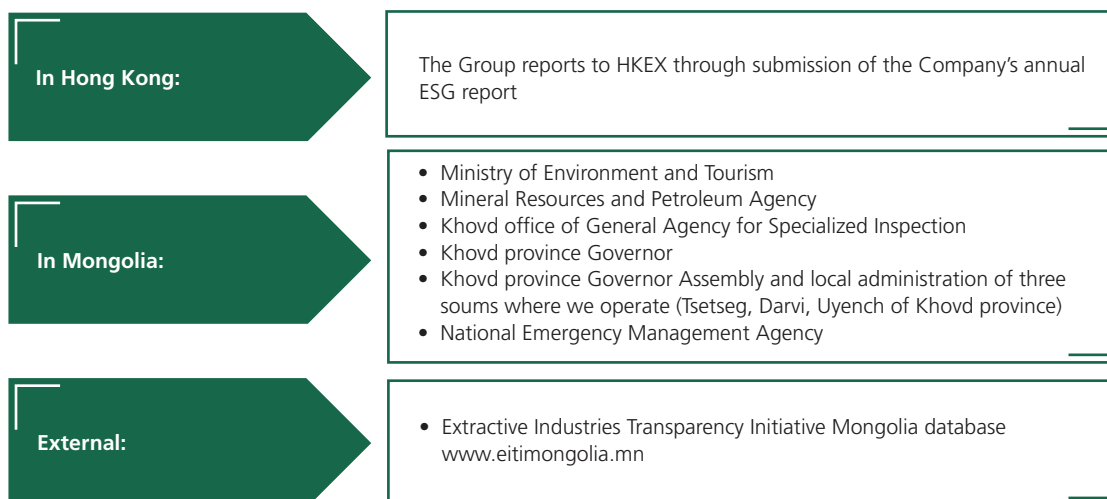 In Hong Kong:
The Group reports to HKEX through submission of the Company's annual
ESG report
In Mongolia:
• Ministry of Environment and Tourism
• Mineral Resources and Petroleum Agency
• Khovd office of General Agency for Specialized Inspection
• Khovd province Governor
• Khovd province Governor Assembly and local administration of three
soums where we operate (Tsetseg, Darvi, Uyench of Khovd province)
• National Emergency Management Agency
External:
• Extractive Industries Transparency Initiative Mongolia database
www.eitimongolia.mn